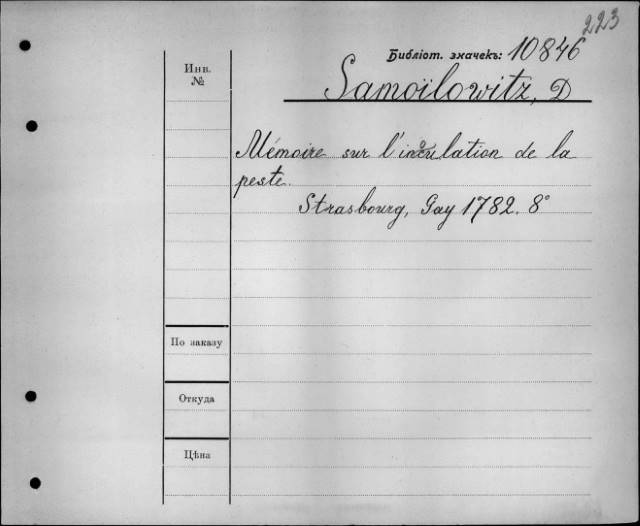 223
Библіот. значекъ: 10846
Инв.
№
Samoïlowitz, D
Mémoire sur l'inoculation de la
peste.
Strasbourg, Gay 1782. 8°
По заказу
Откуда
Цѣна